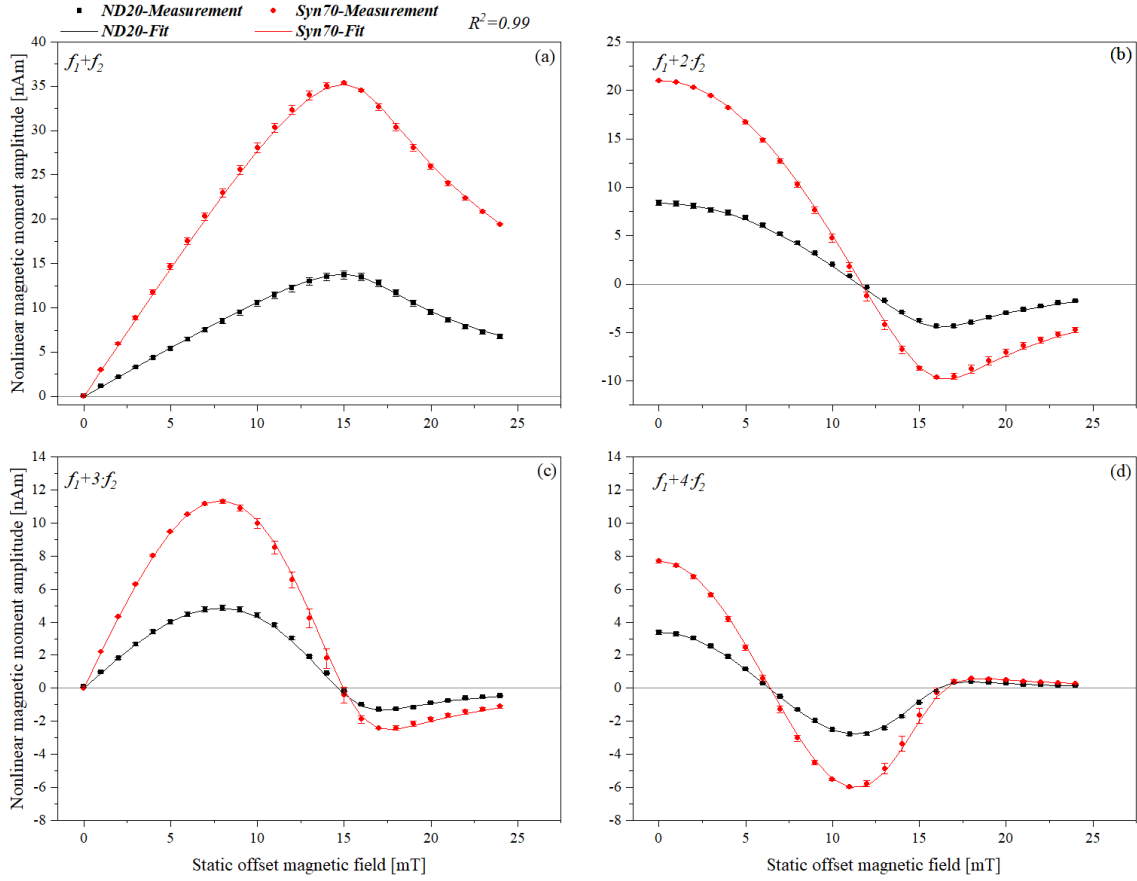 ND20-Measurement Syn70-Measurement
ND20-Fit Syn70-Fit R²=0.99
Nonlinear magnetic moment amplitude [nAm]
f₁+f₂ (a)
40
35
30
25
20
15
10
5
0
0 5 10 15 20 25
f₁+2·f₂ (b)
25
20
15
10
5
0
-5
-10
0 5 10 15 20 25
Nonlinear magnetic moment amplitude [nAm]
f₁+3·f₂ (c)
14
12
10
8
6
4
2
0
-2
-4
-6
-8
0 5 10 15 20 25
Static offset magnetic field [mT]
f₁+4·f₂ (d)
14
12
10
8
6
4
2
0
-2
-4
-6
-8
0 5 10 15 20 25
Static offset magnetic field [mT]